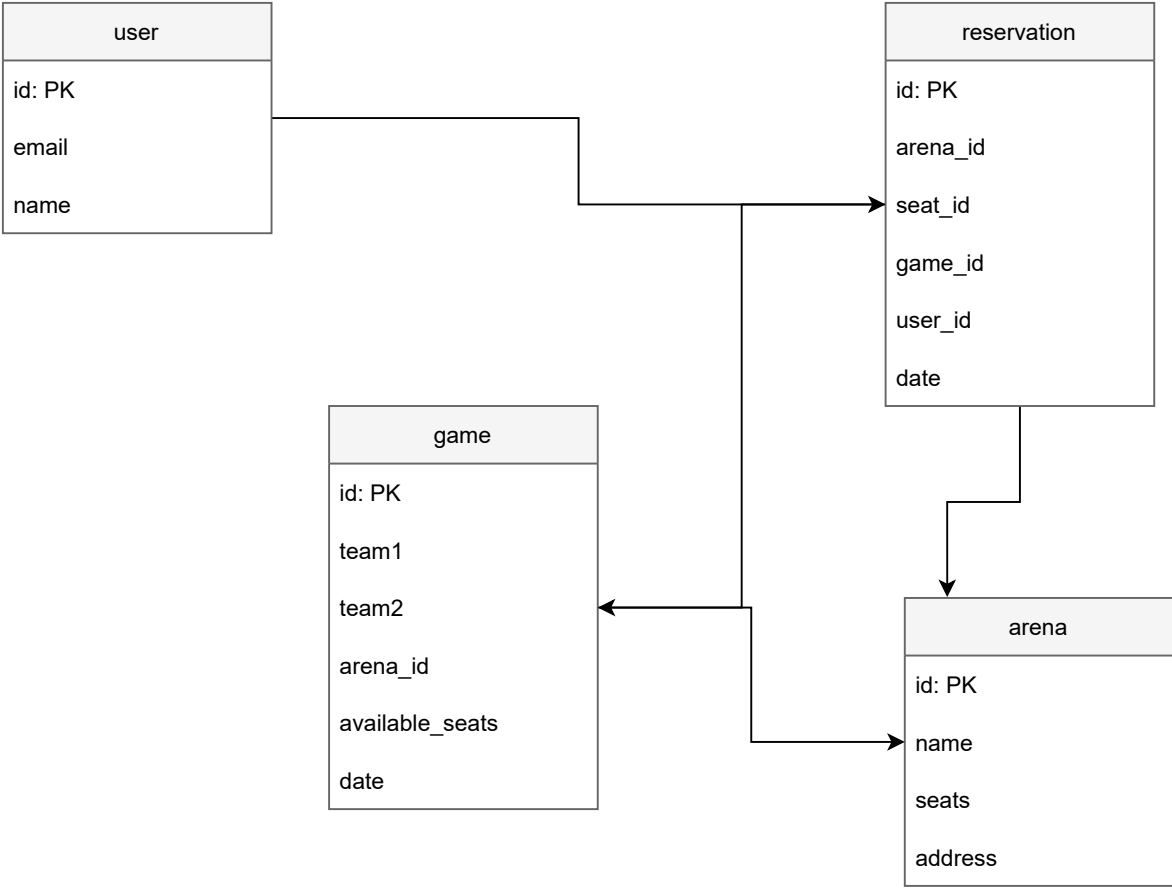 user
id: PK
email
name
reservation
id: PK
arena_id
seat_id
game_id
user_id
date
game
id: PK
team1
team2
arena_id
available_seats
date
arena
id: PK
name
seats
address